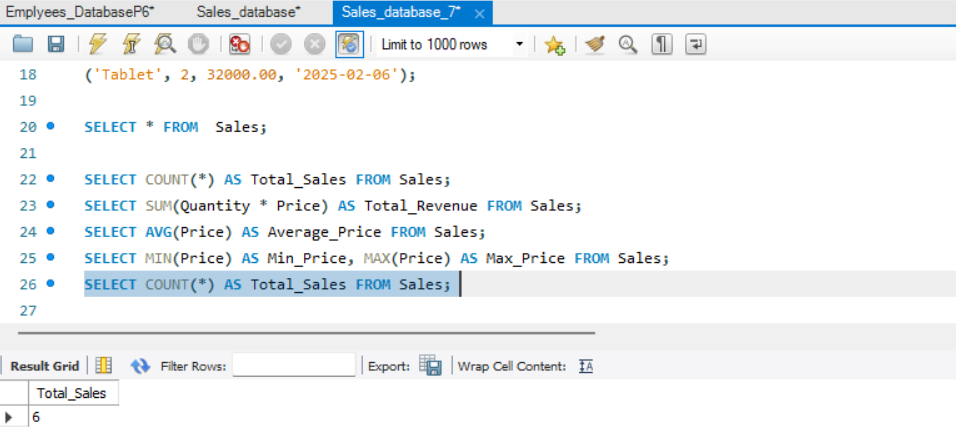 Emplyees_DatabaseP6* Sales_database* Sales_database_7* ×
Limit to 1000 rows
18 ('Tablet', 2, 32000.00, '2025-02-06');
19
20 SELECT * FROM  Sales;
21
22 SELECT COUNT(*) AS Total_Sales FROM Sales;
23 SELECT SUM(Quantity * Price) AS Total_Revenue FROM Sales;
24 SELECT AVG(Price) AS Average_Price FROM Sales;
25 SELECT MIN(Price) AS Min_Price, MAX(Price) AS Max_Price FROM Sales;
26 SELECT COUNT(*) AS Total_Sales FROM Sales;
27
Result Grid Filter Rows: Export: Wrap Cell Content: IA
Total_Sales
6